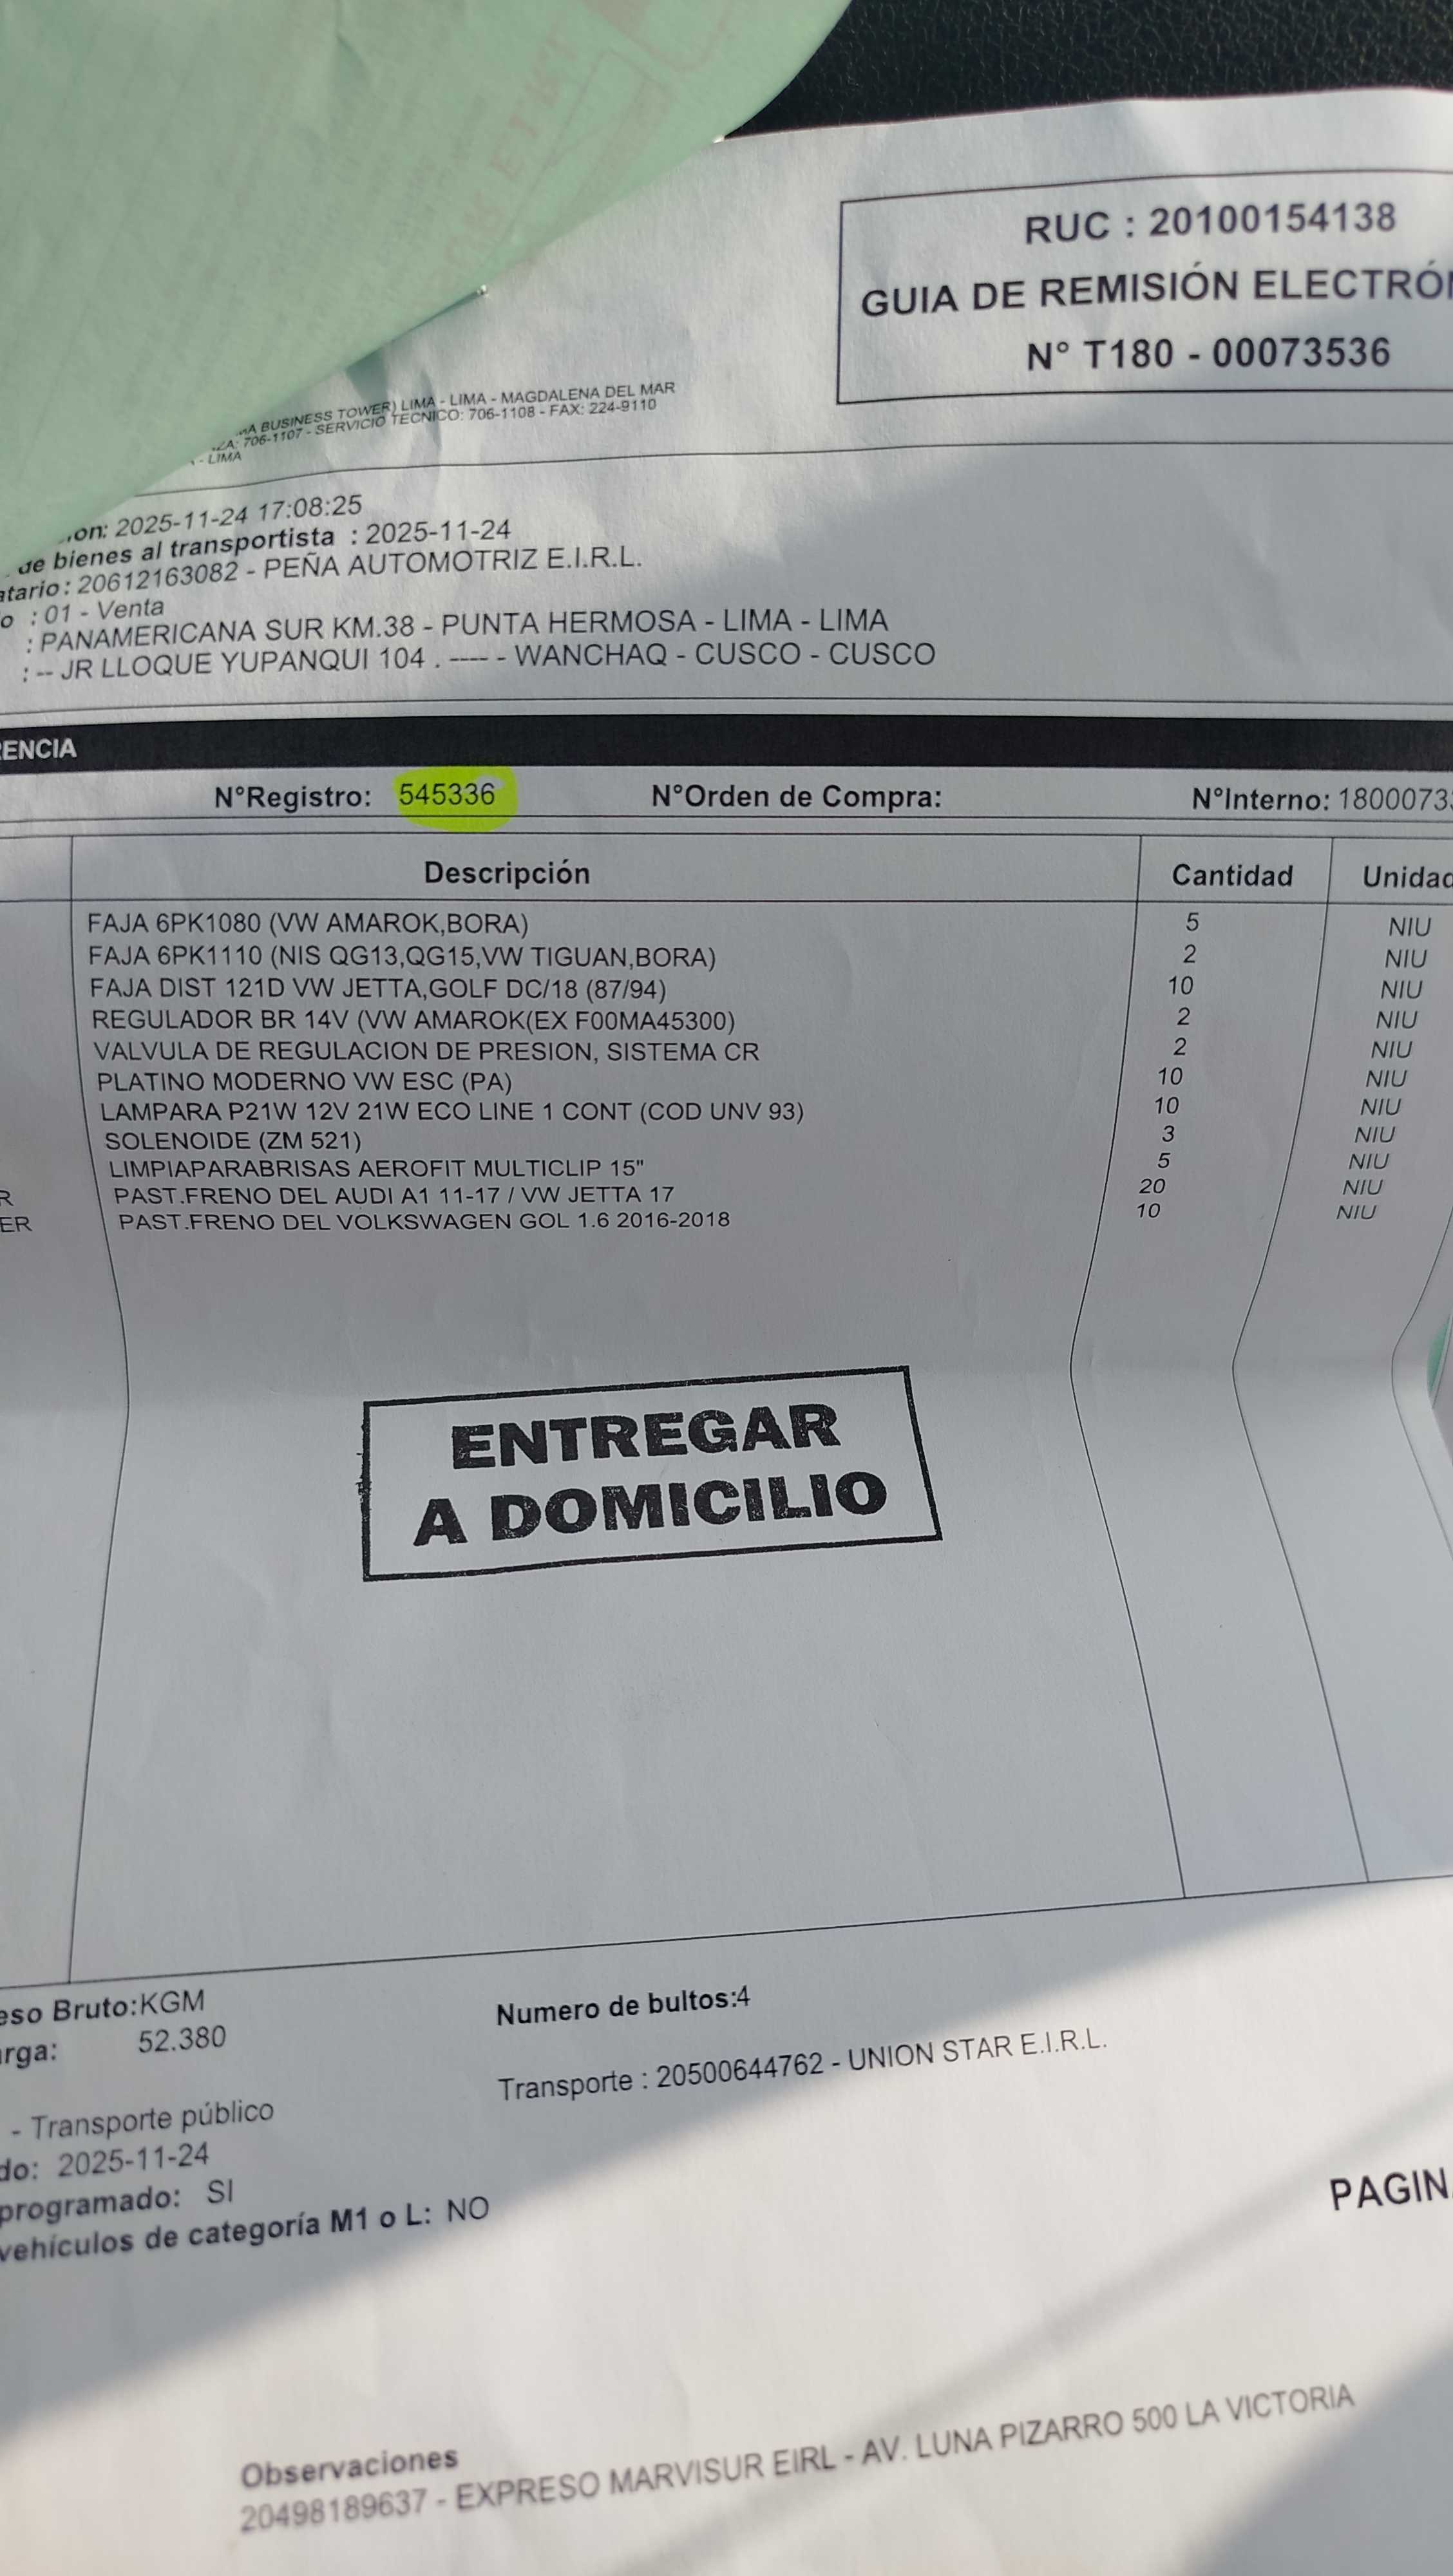 RUC : 20100154138
GUIA DE REMISIÓN
N° T180 - 00073536
BUSINESS TOWER) LIMA - LIMA - MAGDALENA DEL MAR
706-1107 - SERVICIO TECNICO: 706-1108 - FAX: 224-9110
- LIMA
2025-11-24 17:08:25
de bienes al transportista : 2025-11-24
: 20612163082 - PEÑA AUTOMOTRIZ E.I.R.L.
: 01 - Venta
: PANAMERICANA SUR KM.38 - PUNTA HERMOSA - LIMA - LIMA
: -- JR LLOQUE YUPANQUI 104 . ---- - WANCHAQ - CUSCO - CUSCO
ENCIA
N°Registro: 545336 N°Orden de Compra: N°Interno: 1800073
Descripción Cantidad Unidad
FAJA 6PK1080 (VW AMAROK,BORA) 5 NIU
FAJA 6PK1110 (NIS QG13,QG15,VW TIGUAN,BORA) 2 NIU
FAJA DIST 121D VW JETTA,GOLF DC/18 (87/94) 10 NIU
REGULADOR BR 14V (VW AMAROK(EX F00MA45300) 2 NIU
VALVULA DE REGULACION DE PRESION, SISTEMA CR 2 NIU
PLATINO MODERNO VW ESC (PA) 10 NIU
LAMPARA P21W 12V 21W ECO LINE 1 CONT (COD UNV 93) 10 NIU
SOLENOIDE (ZM 521) 3 NIU
LIMPIAPARABRISAS AEROFIT MULTICLIP 15" 5 NIU
R PAST.FRENO DEL AUDI A1 11-17 / VW JETTA 17 20 NIU
ER PAST.FRENO DEL VOLKSWAGEN GOL 1.6 2016-2018 10 NIU
ENTREGAR
A DOMICILIO
eso Bruto:KGM Numero de bultos:4
rga: 52.380
Transporte : 20500644762 - UNION STAR E.I.R.L.
- Transporte público
do: 2025-11-24
programado: SI
vehículos de categoría M1 o L: NO
PAGIN
Observaciones
20498189637 - EXPRESO MARVISUR EIRL - AV. LUNA PIZARRO 500 LA VICTORIA